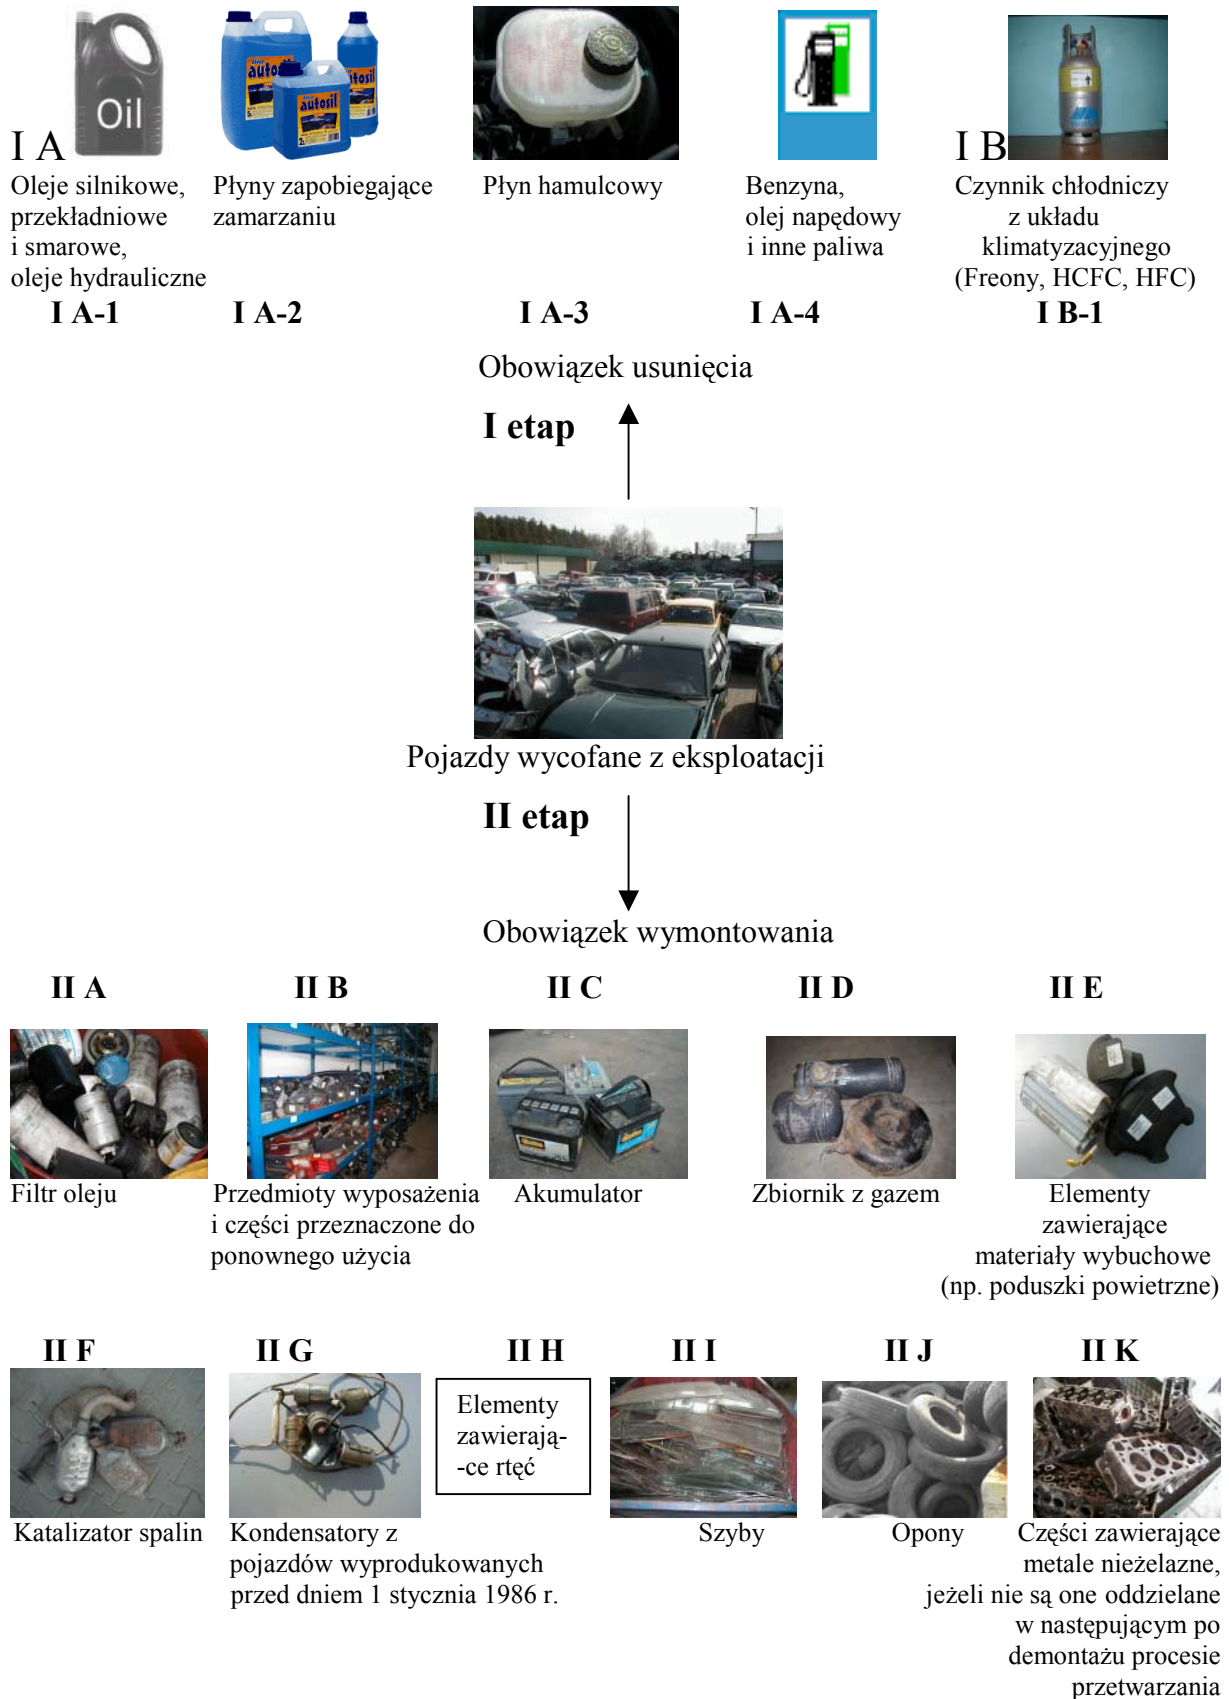 Oil
bio
autosil
autosil
autosil
I A
I B
Oleje silnikowe,
przekładniowe
i smarowe,
oleje hydrauliczne
Płyny zapobiegające
zamarzaniu
Płyn hamulcowy
Benzyna,
olej napędowy
i inne paliwa
Czynnik chłodniczy
z układu
klimatyzacyjnego
(Freony, HCFC, HFC)
I A-1
I A-2
I A-3
I A-4
I B-1
Obowiązek usunięcia
I etap
Pojazdy wycofane z eksploatacji
II etap
Obowiązek wymontowania
II A
II B
II C
II D
II E
Filtr oleju
Przedmioty wyposażenia
i części przeznaczone do
ponownego użycia
Akumulator
Zbiornik z gazem
Elementy
zawierające
materiały wybuchowe
(np. poduszki powietrzne)
II F
II G
II H
II I
II J
II K
Elementy
zawierają-
-ce rtęć
Katalizator spalin
Kondensatory z
pojazdów wyprodukowanych
przed dniem 1 stycznia 1986 r.
Szyby
Opony
Części zawierające
metale nieżelazne,
jeżeli nie są one oddzielane
w następującym po
demontażu procesie
przetwarzania